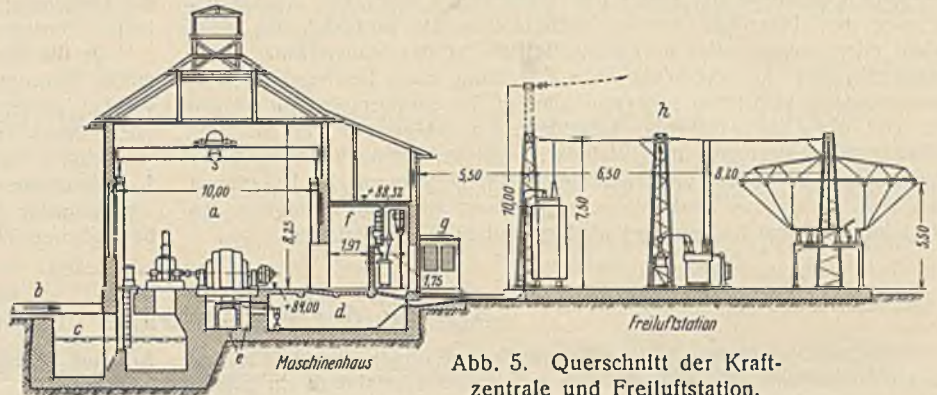 h
5,50
6,50
8,20
10,00
a
8,25
+ 88,32
f
1,97
g
1,75
10,00
7,50
5,50
b
c
+84,00
d
e
Maschinenhaus
Freiluftstation
Abb. 5. Querschnitt der Kraft-
zentrale und Freiluftstation.